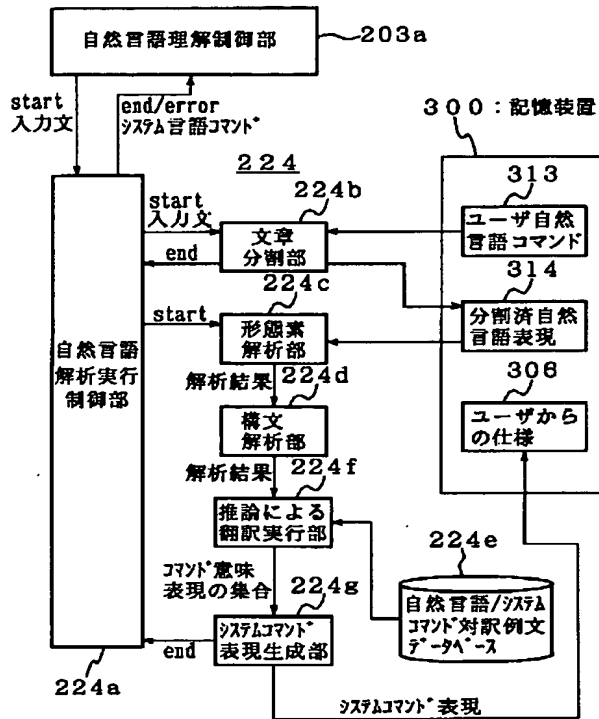 自然言語理解制御部
203a
start
入力文
end/error
システム言語コマンド
300：記憶装置
224
224b
313
start
入力文
文章
分割部
ユーザ自然
言語コマンド
end
224c
314
start
形態素
解析部
分割済自然
言語表現
自然言語
解析実行
制御部
解析結果
224d
306
構文
解析部
ユーザから
の仕様
解析結果
224f
推論による
翻訳実行部
224e
コマンド意味
表現の集合
224g
自然言語/システム
コマンド対訳例文
データベース
システムコマンド
表現生成部
end
224a
システムコマンド表現